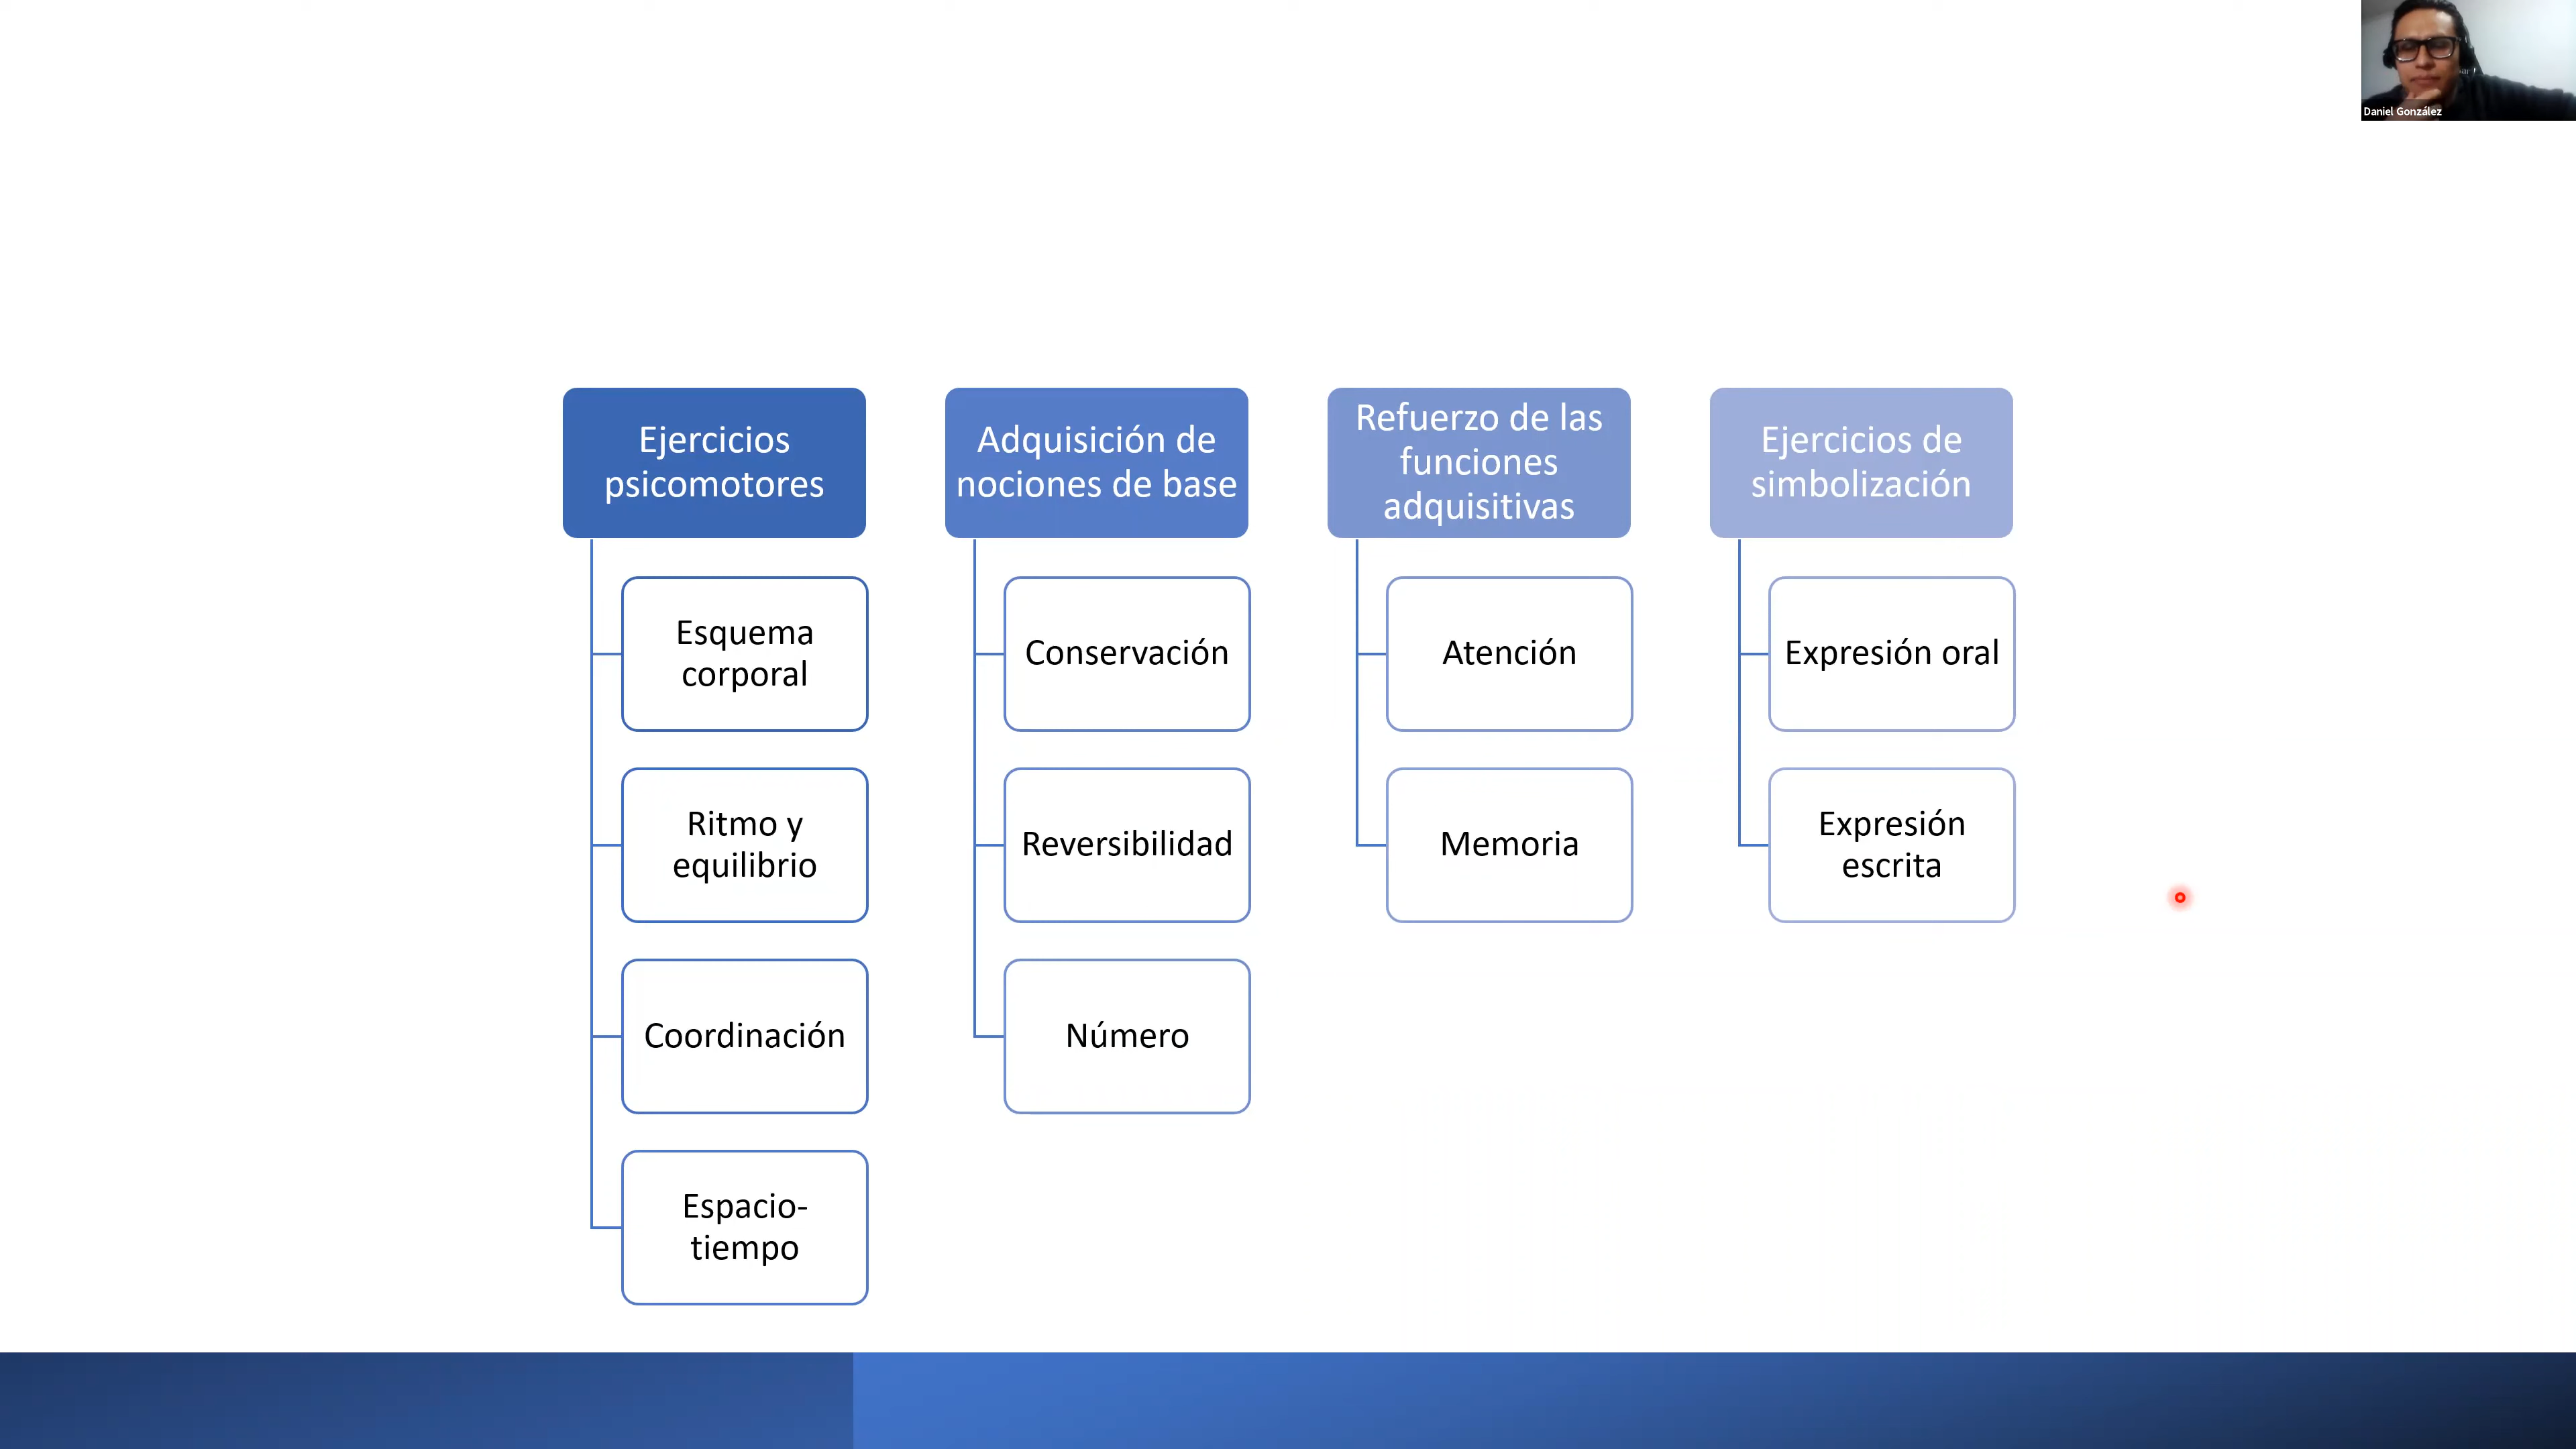 Daniel González
Ejercicios
psicomotores
Esquema
corporal
Ritmo y
equilibrio
Coordinación
Espacio-
tiempo
Adquisición de
nociones de base
Conservación
Reversibilidad
Número
Refuerzo de las
funciones
adquisitivas
Atención
Memoria
Ejercicios de
simbolización
Expresión oral
Expresión
escrita